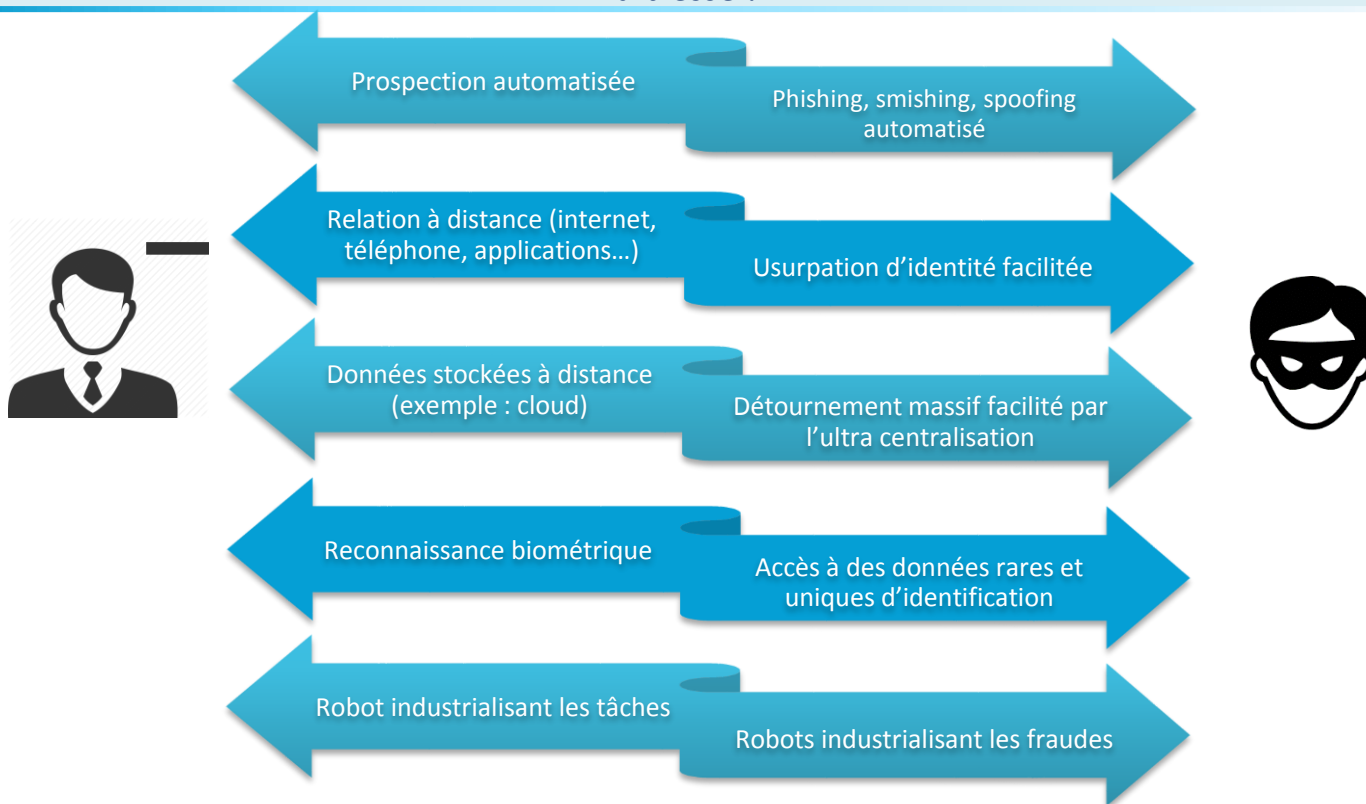 Prospection automatisée
Phishing, smishing, spoofing
automatisé
Relation à distance (internet,
téléphone, applications…)
Usurpation d’identité facilitée
Données stockées à distance
(exemple : cloud)
Détournement massif facilité par
l’ultra centralisation
Reconnaissance biométrique
Accès à des données rares et
uniques d’identification
Robot industrialisant les tâches
Robots industrialisant les fraudes